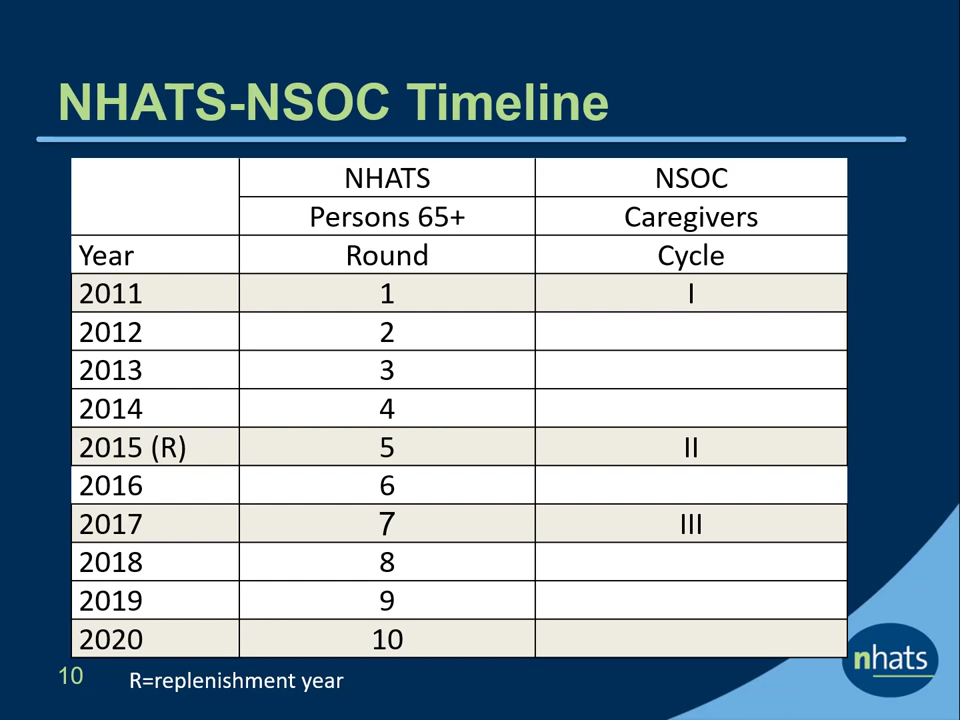 NHATS-NSOC Timeline
NHATS NSOC
Persons 65+ Caregivers
Year Round Cycle
2011 1 I
2012 2
2013 3
2014 4
2015 (R) 5 II
2016 6
2017 7 III
2018 8
2019 9
2020 10
10 R=replenishment year
nhats